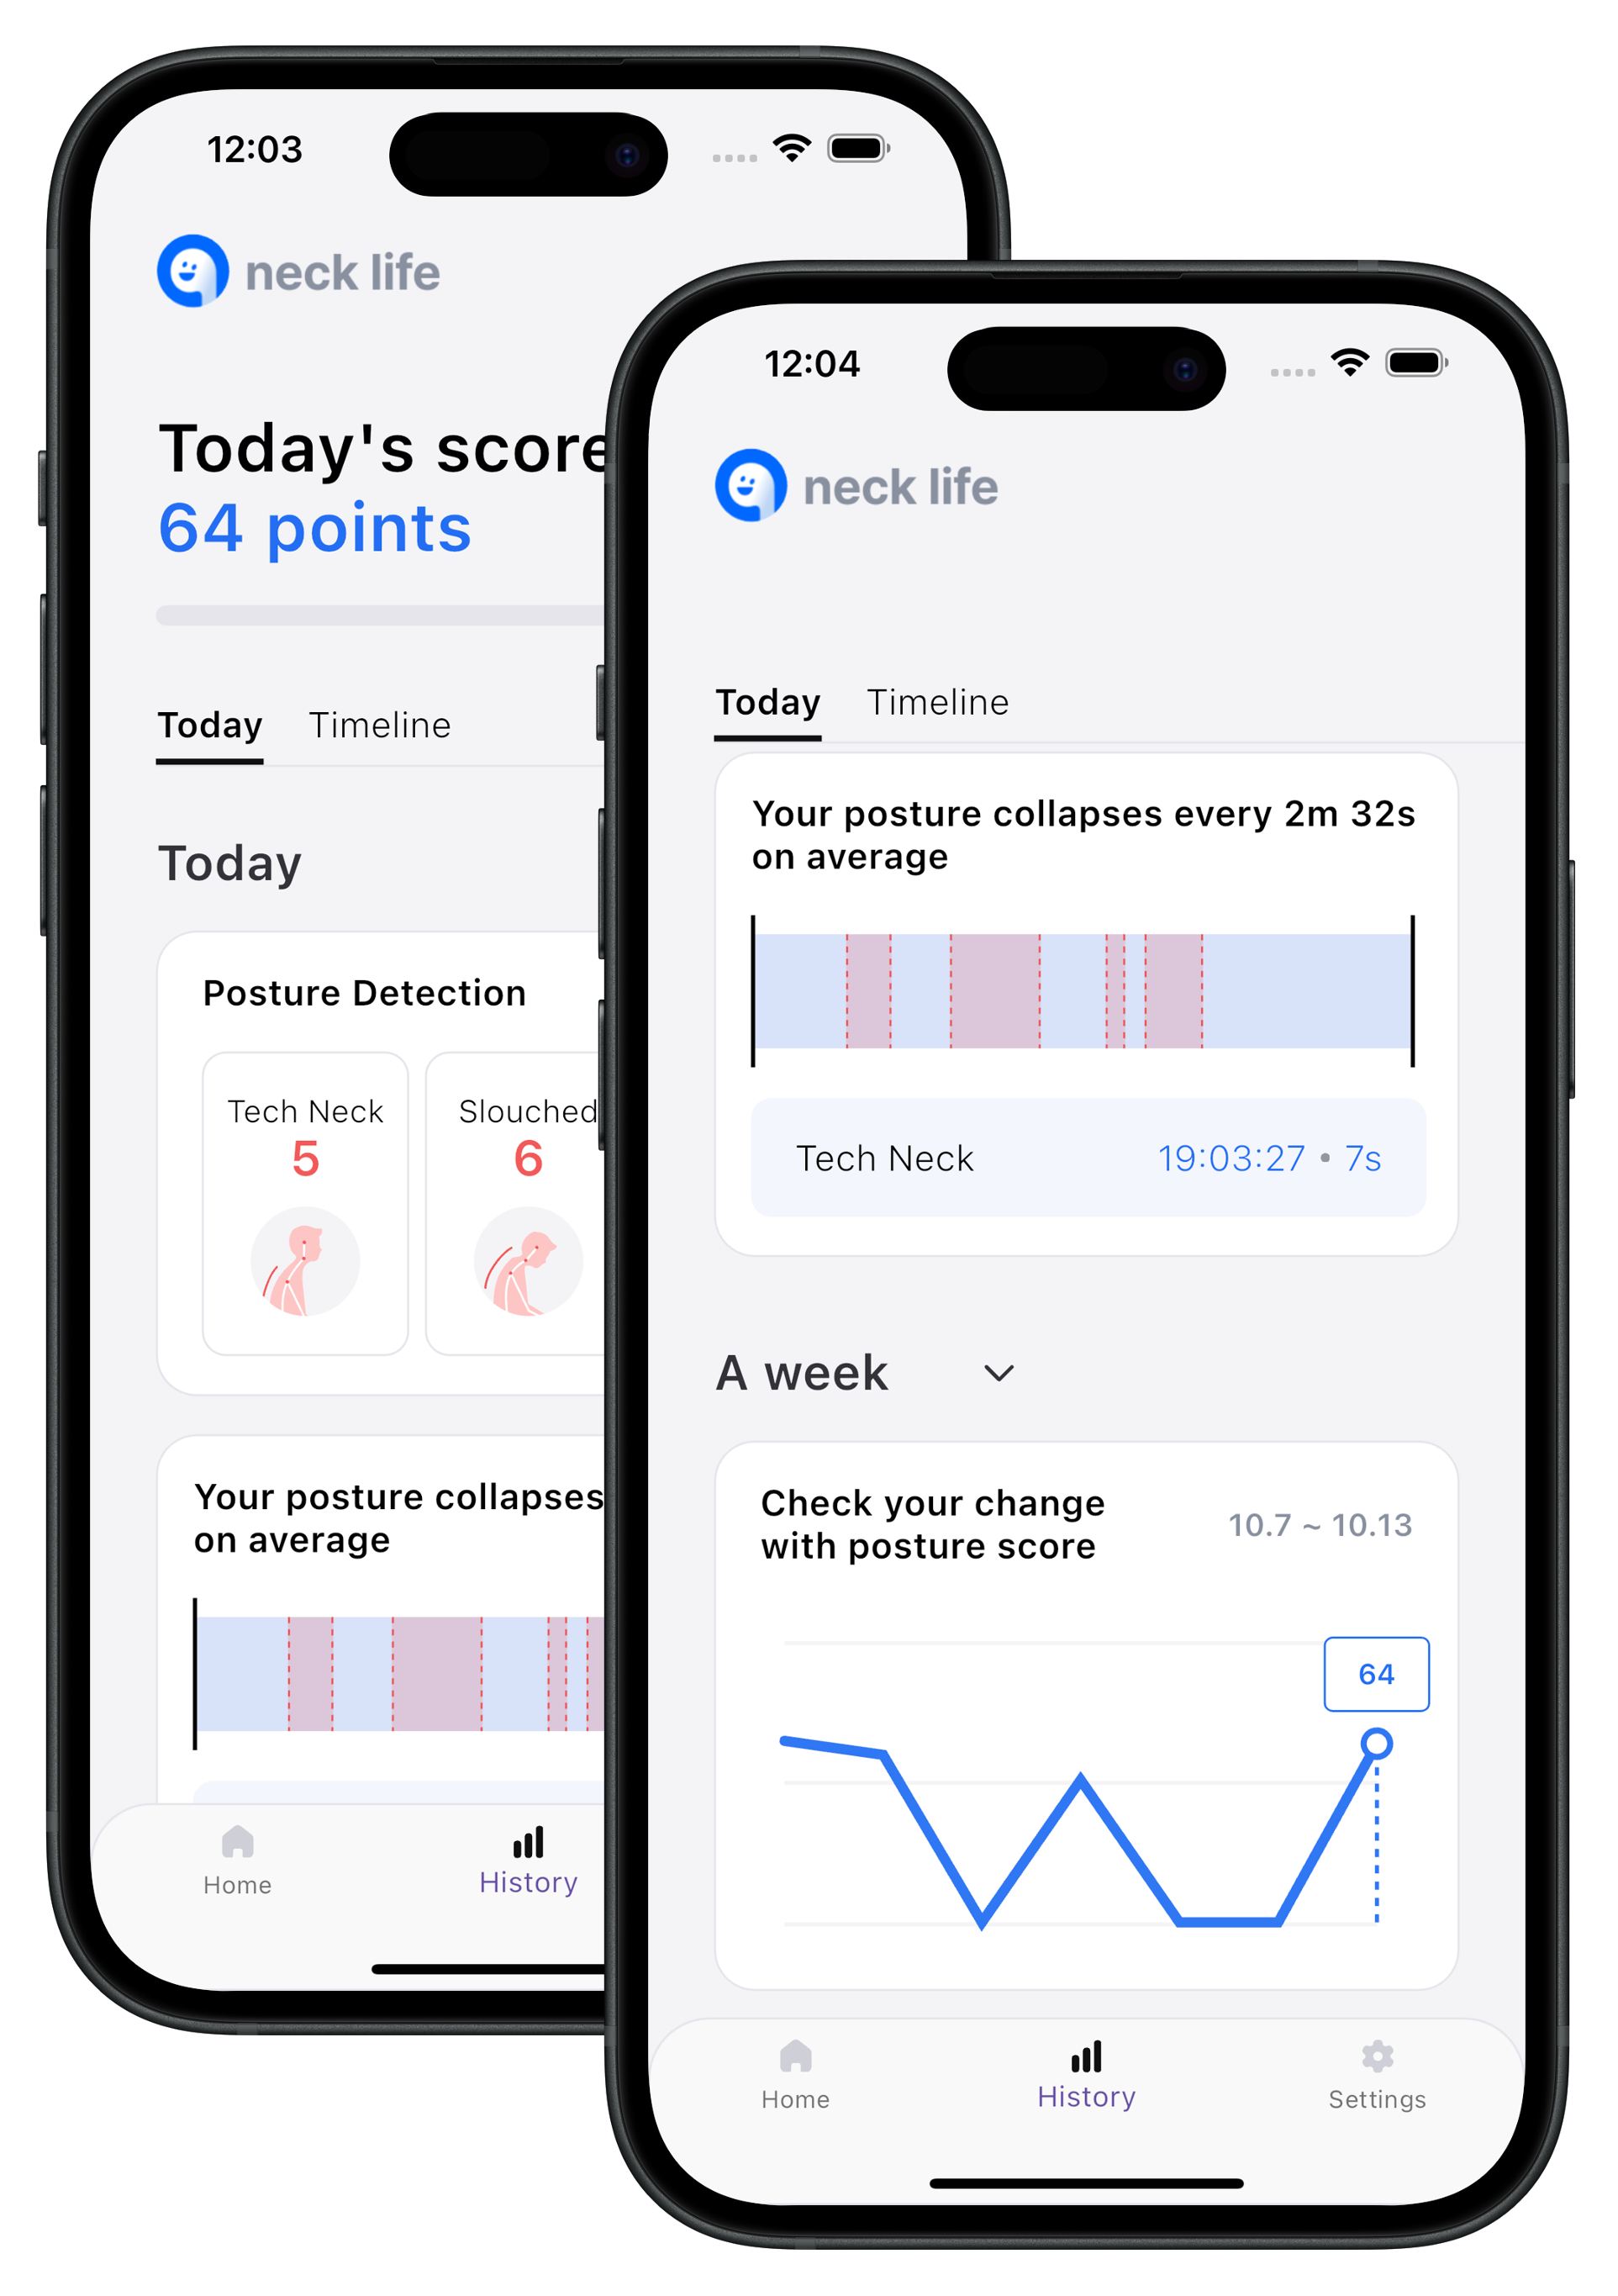 12:03
neck life
Today's score
64 points
Today
Timeline
Today
Posture Detection
Tech Neck
5
Slouched
6
Your posture collapses
on average
Home
History
12:04
neck life
Today
Timeline
Your posture collapses every 2m 32s
on average
Tech Neck
19:03:27 • 7s
A week
Check your change
with posture score
10.7 ~ 10.13
64
Home
History
Settings